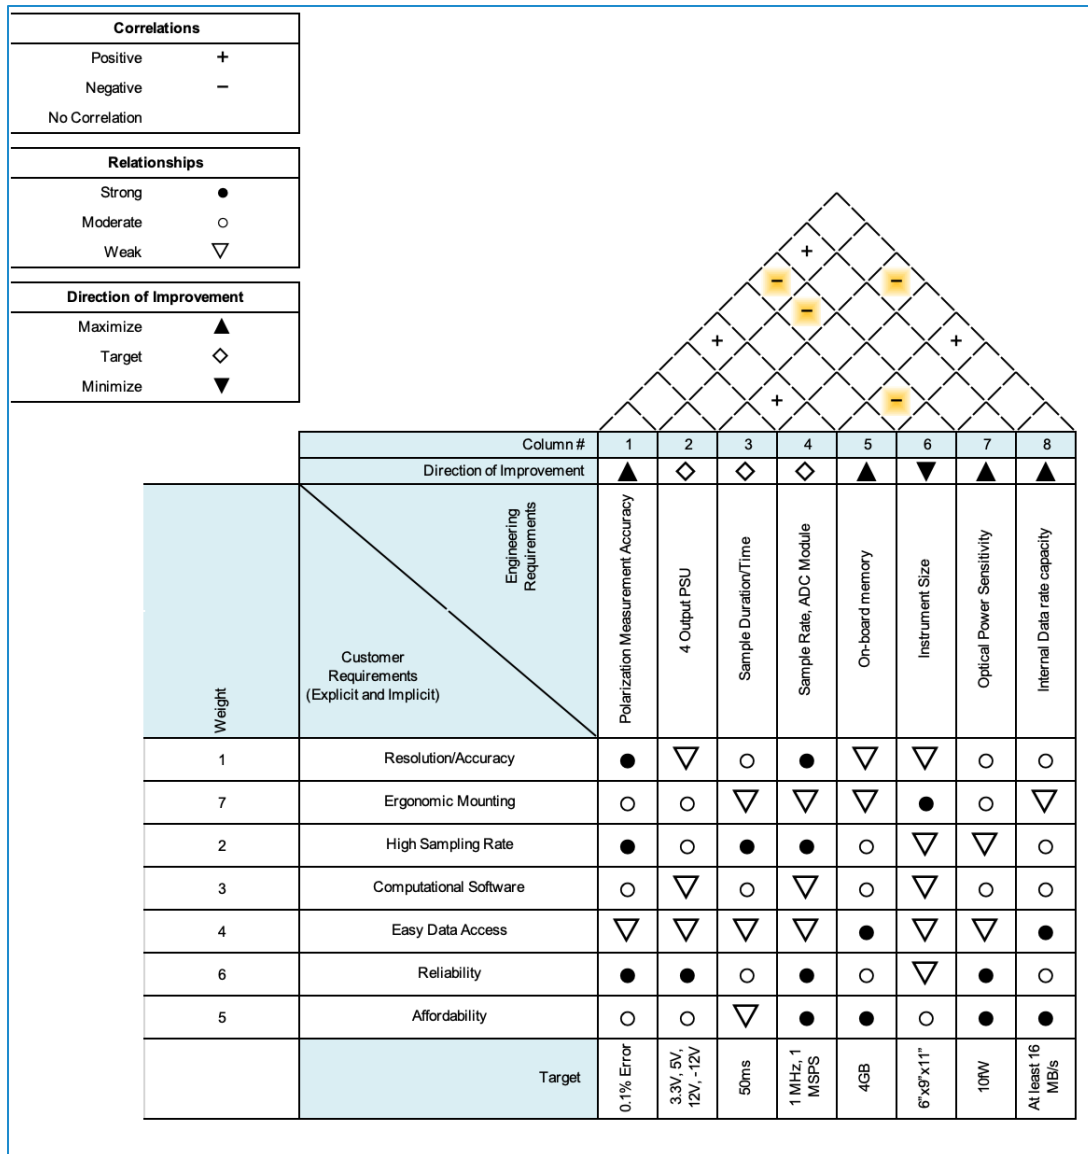 Correlations
Positive +
Negative −
No Correlation
Relationships
Strong ●
Moderate ○
Weak ▽
Direction of Improvement
Maximize ▲
Target ◇
Minimize ▼
+
− −
−
+ +
+ −
Column # 1 2 3 4 5 6 7 8
Direction of Improvement ▲ ◇ ◇ ◇ ▲ ▼ ▲ ▲
Engineering
Requirements
Customer
Requirements
(Explicit and Implicit)
Weight
Polarization Measurement Accuracy
4 Output PSU
Sample Duration/Time
Sample Rate, ADC Module
On-board memory
Instrument Size
Optical Power Sensitivity
Internal Data rate capacity
1 Resolution/Accuracy ● ▽ ○ ● ▽ ▽ ○ ○
7 Ergonomic Mounting ○ ○ ▽ ▽ ▽ ● ○ ▽
2 High Sampling Rate ● ○ ● ● ○ ▽ ▽ ○
3 Computational Software ○ ▽ ○ ▽ ○ ▽ ○ ○
4 Easy Data Access ▽ ▽ ▽ ▽ ● ▽ ▽ ●
6 Reliability ● ● ○ ● ○ ▽ ● ○
5 Affordability ○ ○ ▽ ● ● ○ ● ●
Target
0.1% Error
3.3V, 5V,
12V, -12V
50ms
1 MHz, 1
MSPS
4GB
6"x9"x11"
10fW
At least 16
MB/s